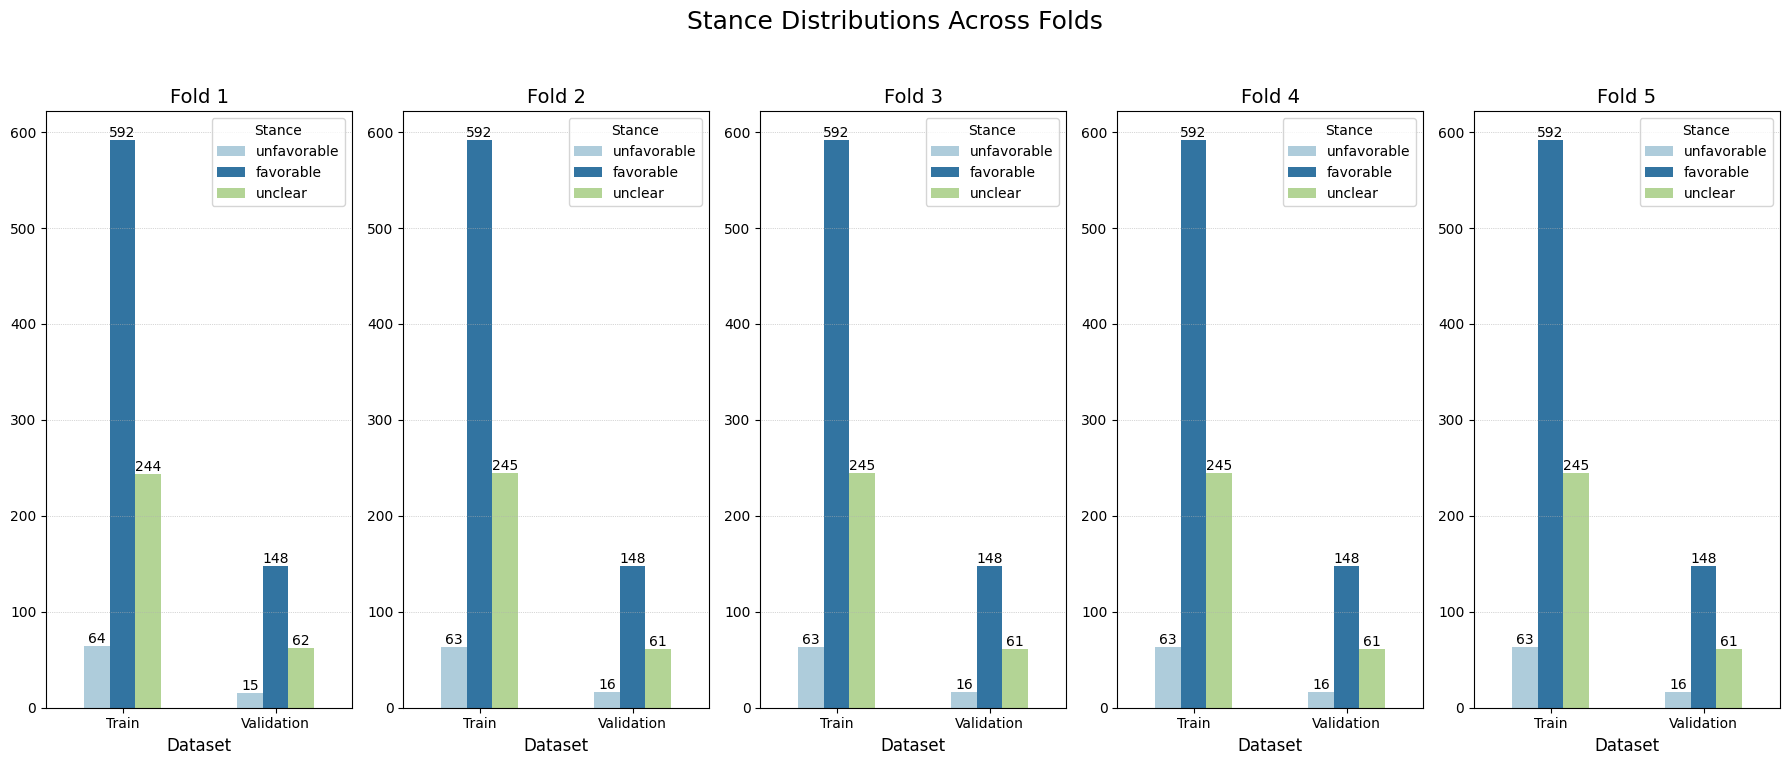 Stance Distributions Across Folds
Fold 1
600
500
400
300
200
100
0
592
244
64
148
62
15
Stance
unfavorable
favorable
unclear
Train
Validation
Dataset
Fold 2
600
500
400
300
200
100
0
592
245
63
148
61
16
Stance
unfavorable
favorable
unclear
Train
Validation
Dataset
Fold 3
600
500
400
300
200
100
0
592
245
63
148
61
16
Stance
unfavorable
favorable
unclear
Train
Validation
Dataset
Fold 4
600
500
400
300
200
100
0
592
245
63
148
61
16
Stance
unfavorable
favorable
unclear
Train
Validation
Dataset
Fold 5
600
500
400
300
200
100
0
592
245
63
148
61
16
Stance
unfavorable
favorable
unclear
Train
Validation
Dataset